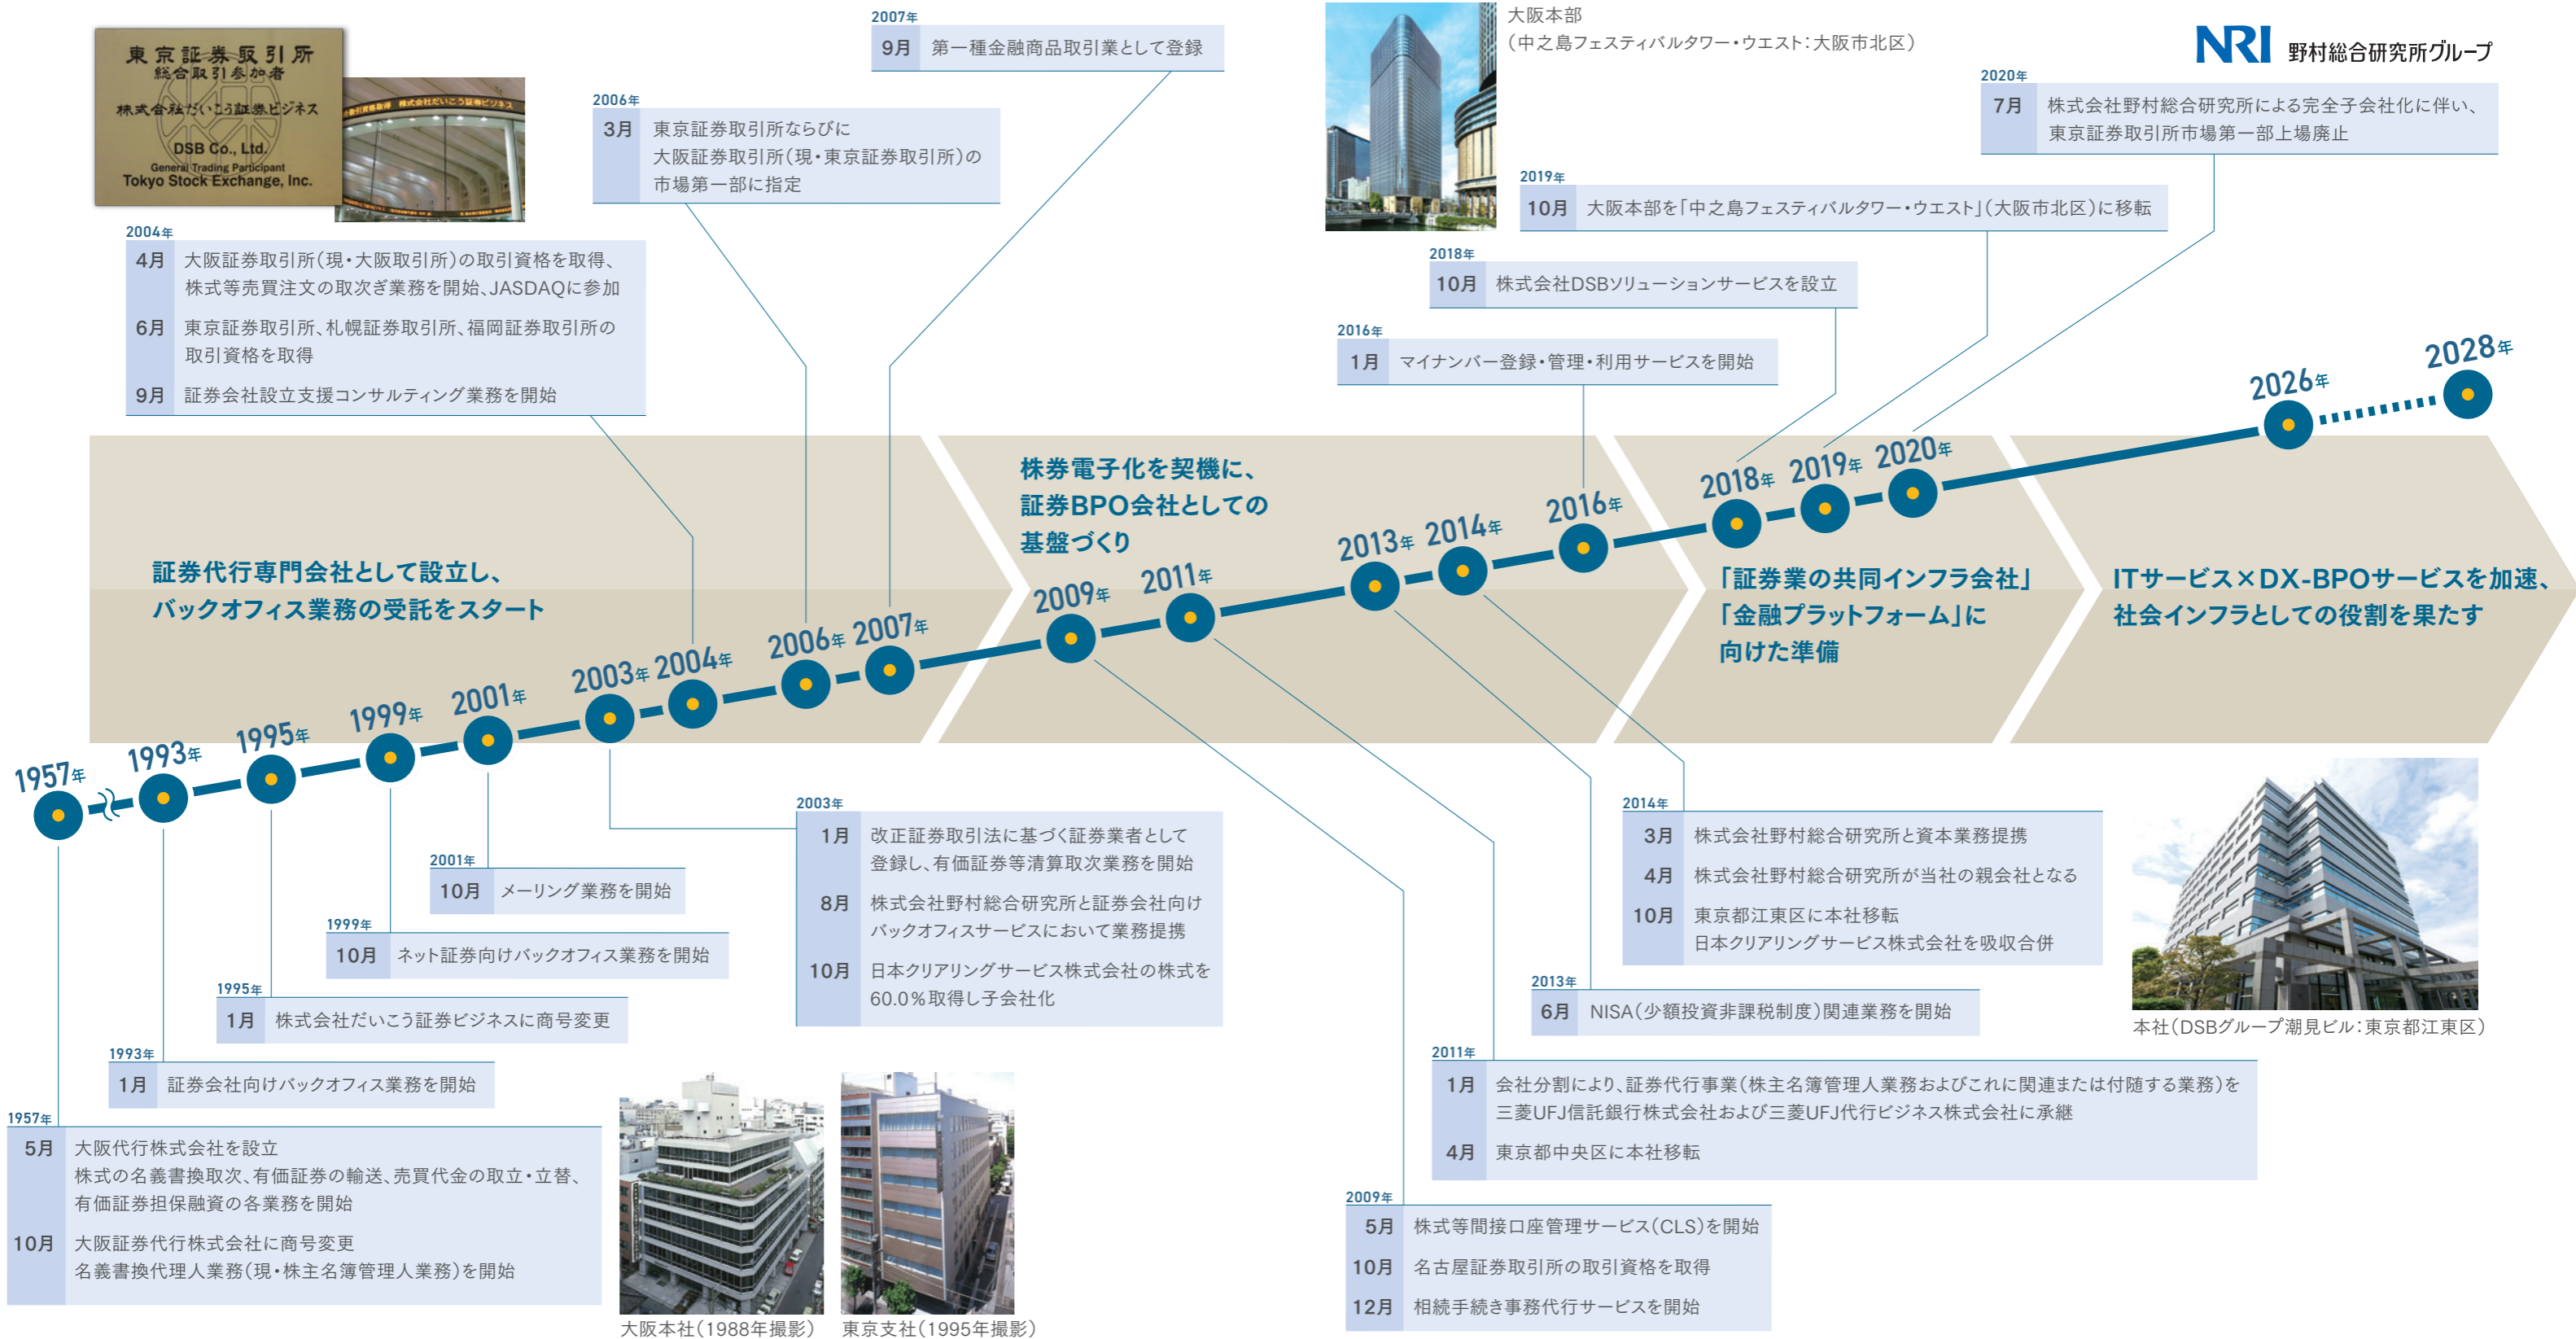 東京証券取引所
総合取引参加者
株式会社だいこう証券ビジネス
DSB Co., Ltd.
General Trading Participant
Tokyo Stock Exchange, Inc.
引資格取得 株式会社だいこう証券ビジネス
2004年
4月 大阪証券取引所(現・大阪取引所)の取引資格を取得、
株式等売買注文の取次ぎ業務を開始、JASDAQに参加
6月 東京証券取引所、札幌証券取引所、福岡証券取引所の
取引資格を取得
9月 証券会社設立支援コンサルティング業務を開始
2006年
3月 東京証券取引所ならびに
大阪証券取引所(現・東京証券取引所)の
市場第一部に指定
2007年
9月 第一種金融商品取引業として登録
大阪本部
(中之島フェスティバルタワー・ウエスト:大阪市北区)
NRI 野村総合研究所グループ
2020年
7月 株式会社野村総合研究所による完全子会社化に伴い、
東京証券取引所市場第一部上場廃止
2019年
10月 大阪本部を「中之島フェスティバルタワー・ウエスト」(大阪市北区)に移転
2018年
10月 株式会社DSBソリューションサービスを設立
2016年
1月 マイナンバー登録・管理・利用サービスを開始
証券代行専門会社として設立し、
バックオフィス業務の受託をスタート
株券電子化を契機に、
証券BPO会社としての
基盤づくり
「証券業の共同インフラ会社」
「金融プラットフォーム」に
向けた準備
ITサービス×DX-BPOサービスを加速、
社会インフラとしての役割を果たす
1957年
1993年
1995年
1999年
2001年
2003年
2004年
2006年
2007年
2009年
2011年
2013年
2014年
2016年
2018年
2019年
2020年
2026年
2028年
2003年
1月 改正証券取引法に基づく証券業者として
登録し、有価証券等清算取次業務を開始
8月 株式会社野村総合研究所と証券会社向け
バックオフィスサービスにおいて業務提携
10月 日本クリアリングサービス株式会社の株式を
60.0%取得し子会社化
2001年
10月 メーリング業務を開始
1999年
10月 ネット証券向けバックオフィス業務を開始
1995年
1月 株式会社だいこう証券ビジネスに商号変更
1993年
1月 証券会社向けバックオフィス業務を開始
1957年
5月 大阪代行株式会社を設立
株式の名義書換取次、有価証券の輸送、売買代金の取立・立替、
有価証券担保融資の各業務を開始
10月 大阪証券代行株式会社に商号変更
名義書換代理人業務(現・株主名簿管理人業務)を開始
大阪本社(1988年撮影)
東京支社(1995年撮影)
2014年
3月 株式会社野村総合研究所と資本業務提携
4月 株式会社野村総合研究所が当社の親会社となる
10月 東京都江東区に本社移転
日本クリアリングサービス株式会社を吸収合併
本社(DSBグループ潮見ビル:東京都江東区)
2013年
6月 NISA(少額投資非課税制度)関連業務を開始
2011年
1月 会社分割により、証券代行事業(株主名簿管理人業務およびこれに関連または付随する業務)を
三菱UFJ信託銀行株式会社および三菱UFJ代行ビジネス株式会社に承継
4月 東京都中央区に本社移転
2009年
5月 株式等間接口座管理サービス(CLS)を開始
10月 名古屋証券取引所の取引資格を取得
12月 相続手続き事務代行サービスを開始